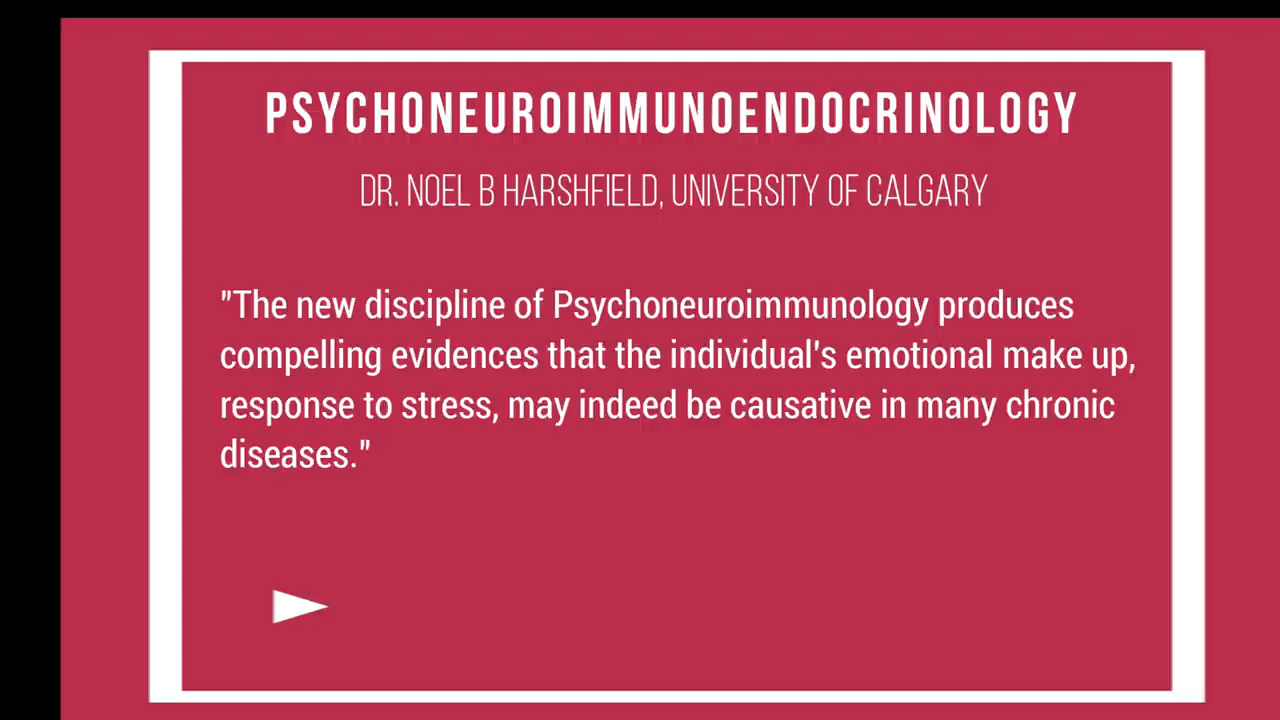 PSYCHONEUROIMMUNOENDOCRINOLOGY
DR. NOEL B HARSHFIELD, UNIVERSITY OF CALGARY
"The new discipline of Psychoneuroimmunology produces
compelling evidences that the individual's emotional make up,
response to stress, may indeed be causative in many chronic
diseases."